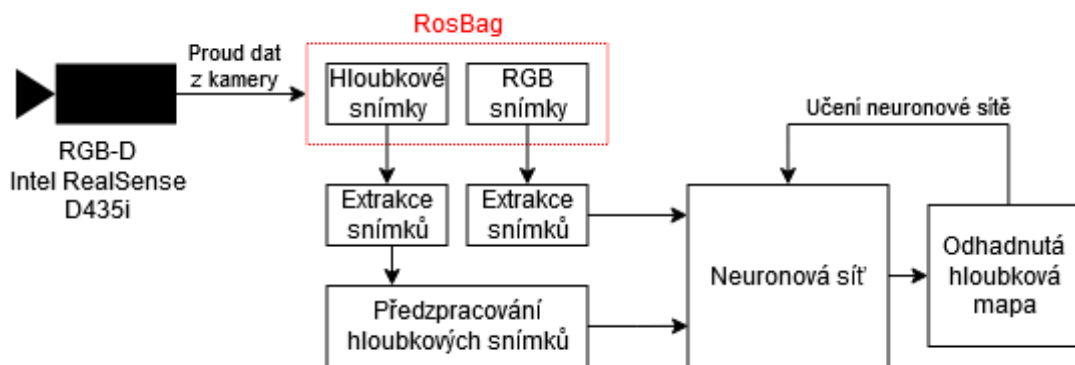 RosBag
Proud dat
z kamery
Hloubkové
snímky
RGB
snímky
RGB-D
Intel RealSense
D435i
Extrakce
snímků
Extrakce
snímků
Předzpracování
hloubkových snímků
Učení neuronové sítě
Neuronová síť
Odhadnutá
hloubková
mapa